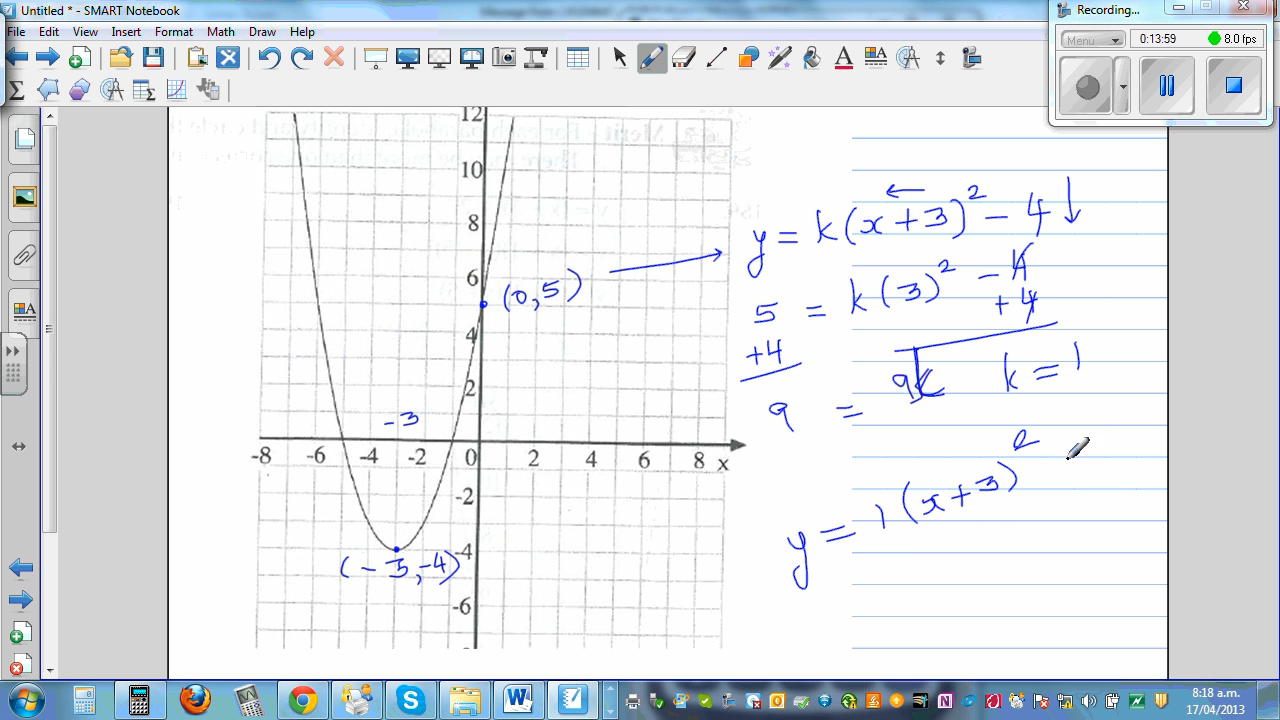 Untitled * - SMART Notebook
File Edit View Insert Format Math Draw Help
Recording...
Menu 0:13:59 8.0 fps
12
10
8
6
4
2
-8 -6 -4 -2 0 2 4 6 8 x
-2
-4
-6
(0,5)
-3
(-3,-4)
y = k(x+3)² - 4
5 = k(3)² - 4
+4 +4
9 = 9k k = 1
y = 1(x+3)²
8:18 a.m.
17/04/2013